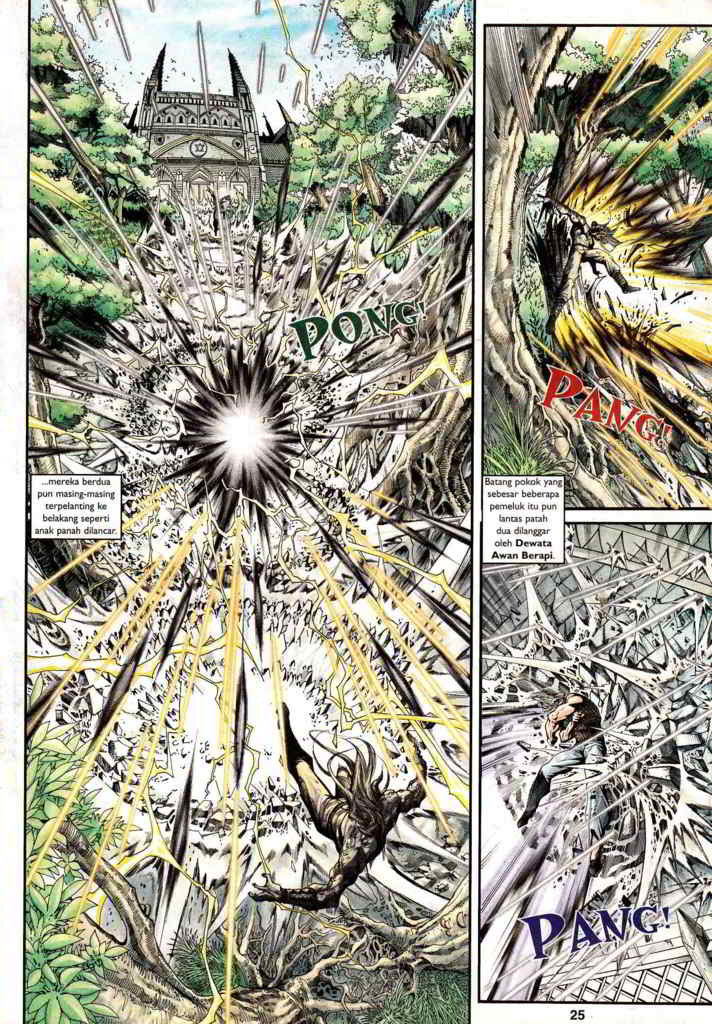 PONG!
...mereka berdua
pun masing-masing
terpelanting ke
belakang seperti
anak panah dilancar.
PANG!
Batang pokok yang
sebesar beberapa
pemeluk itu pun
lantas patah
dua dilanggar
oleh Dewata
Awan Berapi.
PANG!
25